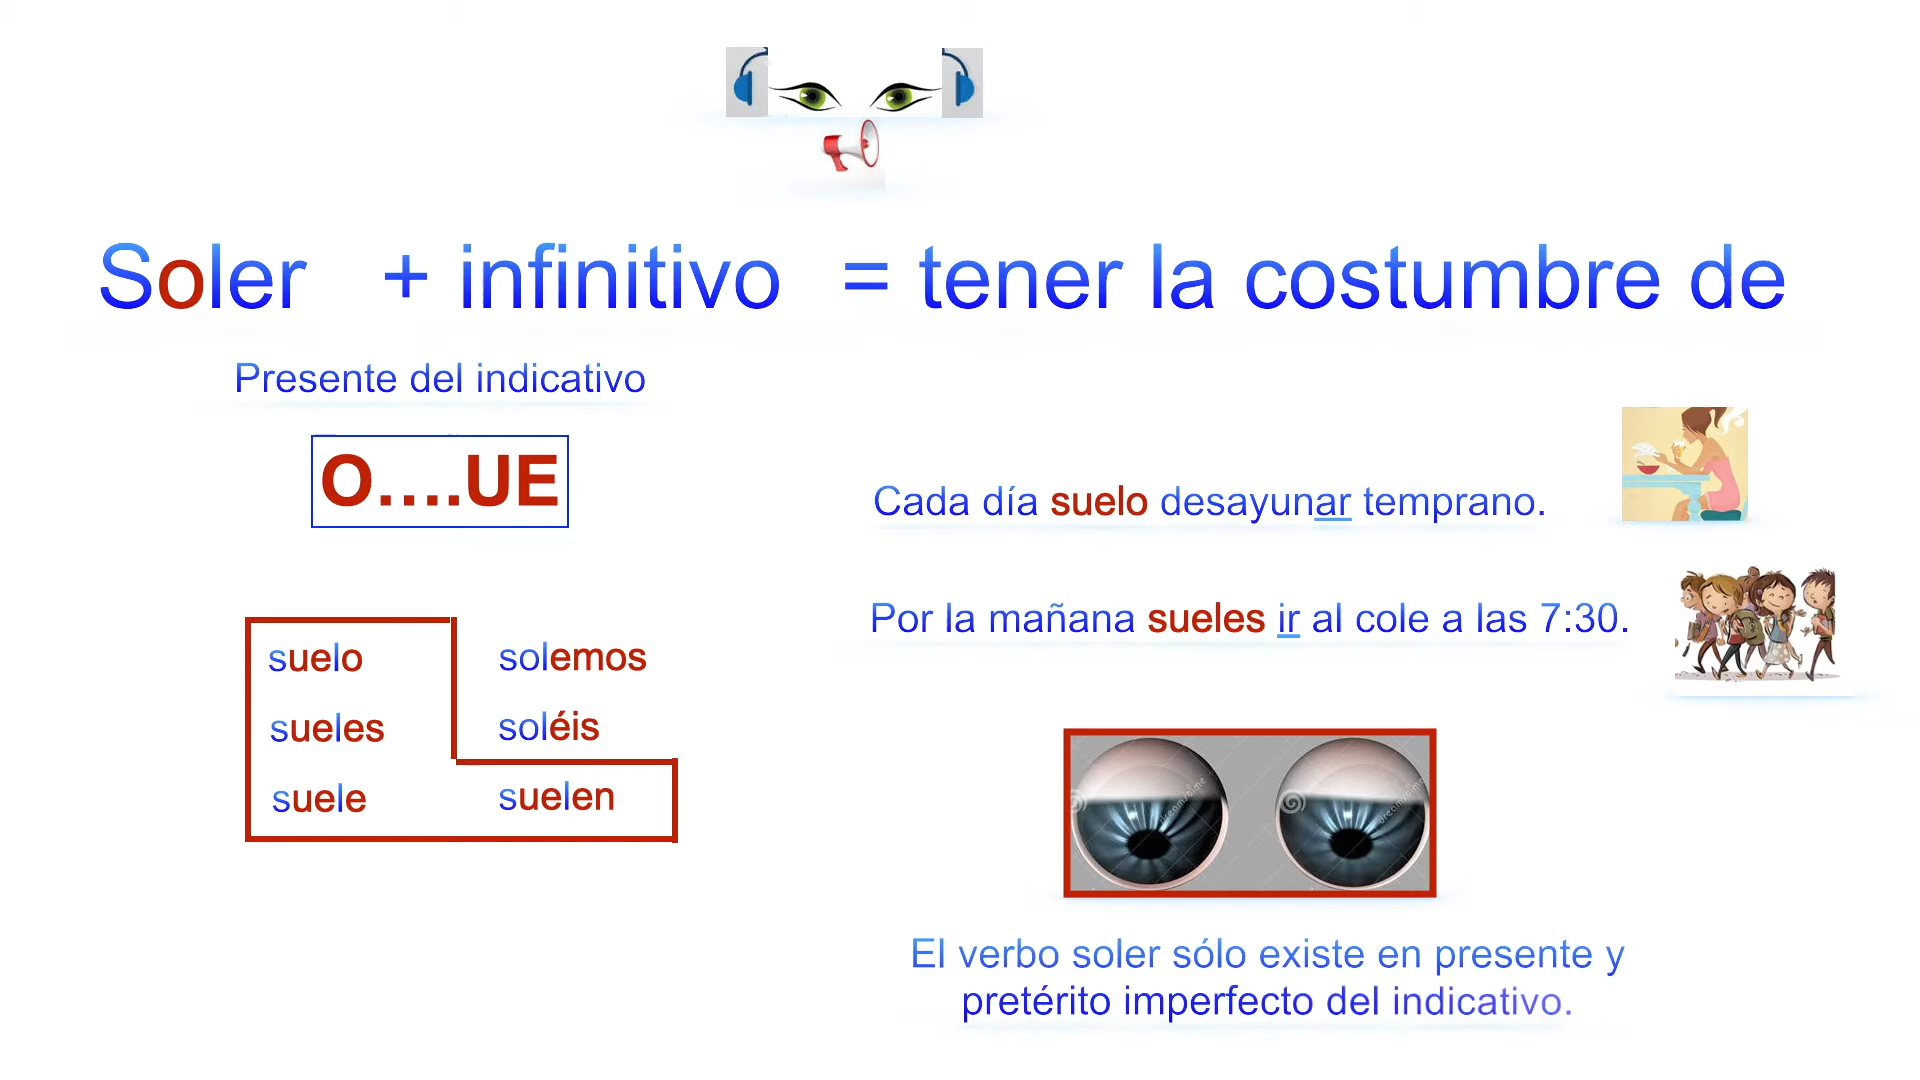 Soler + infinitivo = tener la costumbre de
Presente del indicativo
O....UE
suelo solemos
sueles soléis
suele suelen
Cada día suelo desayunar temprano.
Por la mañana sueles ir al cole a las 7:30.
dreamstime
dreamstime
El verbo soler sólo existe en presente y
pretérito imperfecto del indicativo.